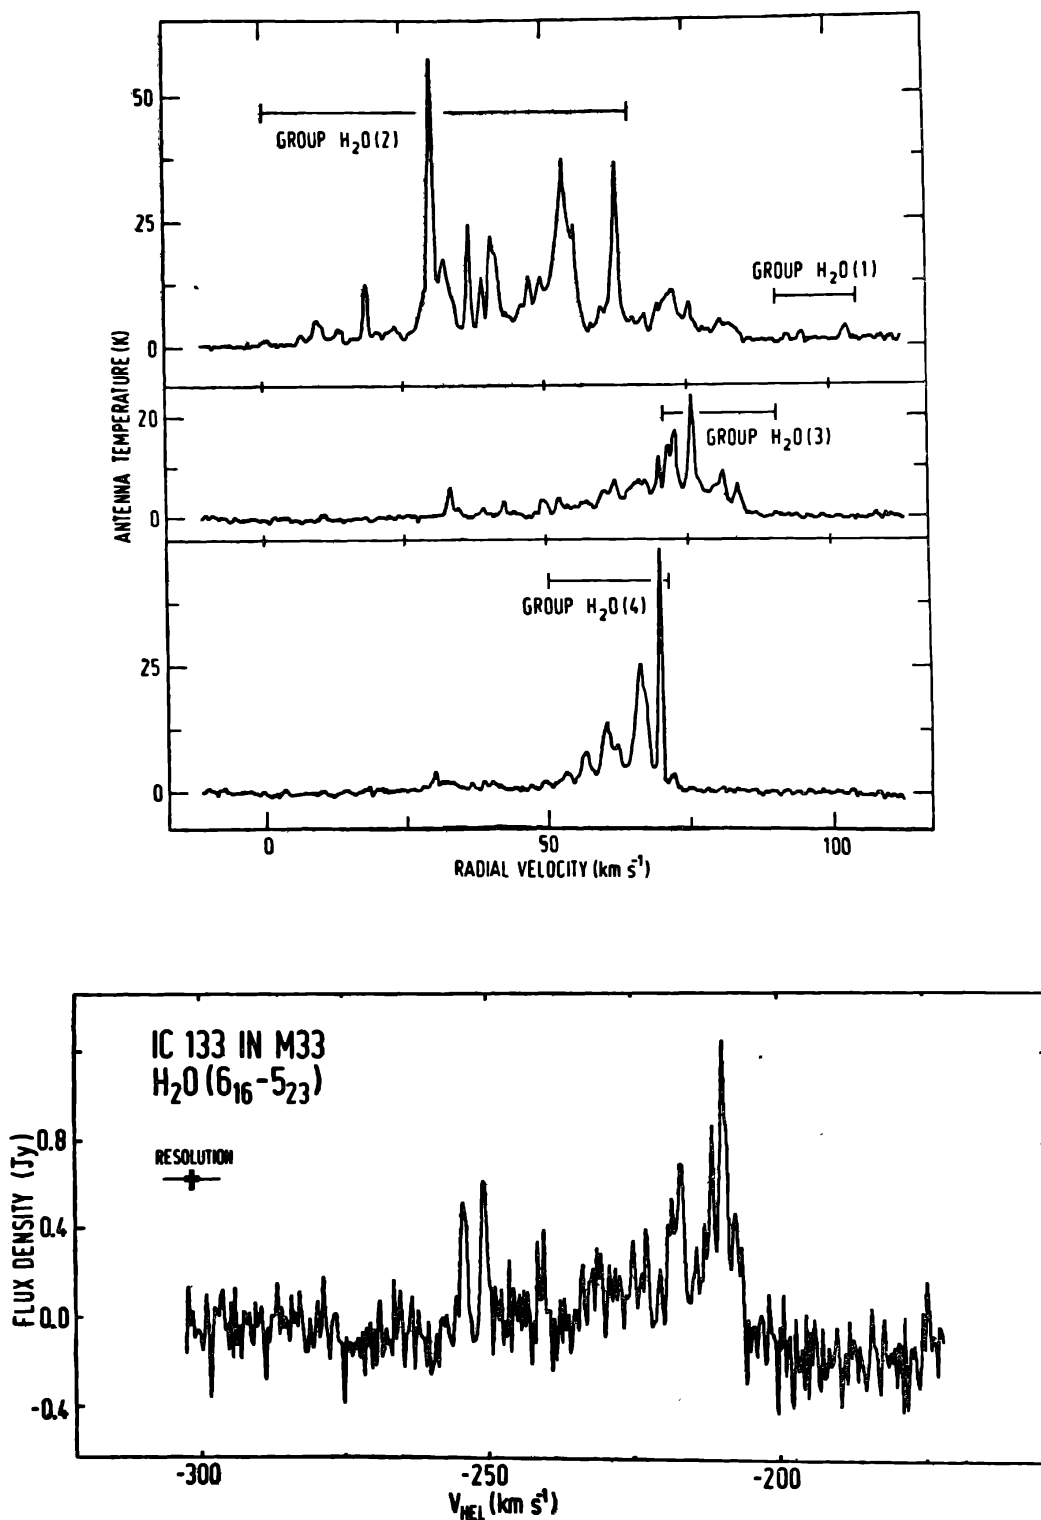 50
GROUP H₂O(2)
25
GROUP H₂O(1)
0
ANTENNA TEMPERATURE (K)
20
GROUP H₂O(3)
0
GROUP H₂O(4)
25
0
0 50 100
RADIAL VELOCITY (km s⁻¹)
IC 133 IN M33
H₂O (6₁₆-5₂₃)
0.8
RESOLUTION
FLUX DENSITY (Jy)
0.4
0.0
-0.4
-300 -250 -200
V_HEL (km s⁻¹)